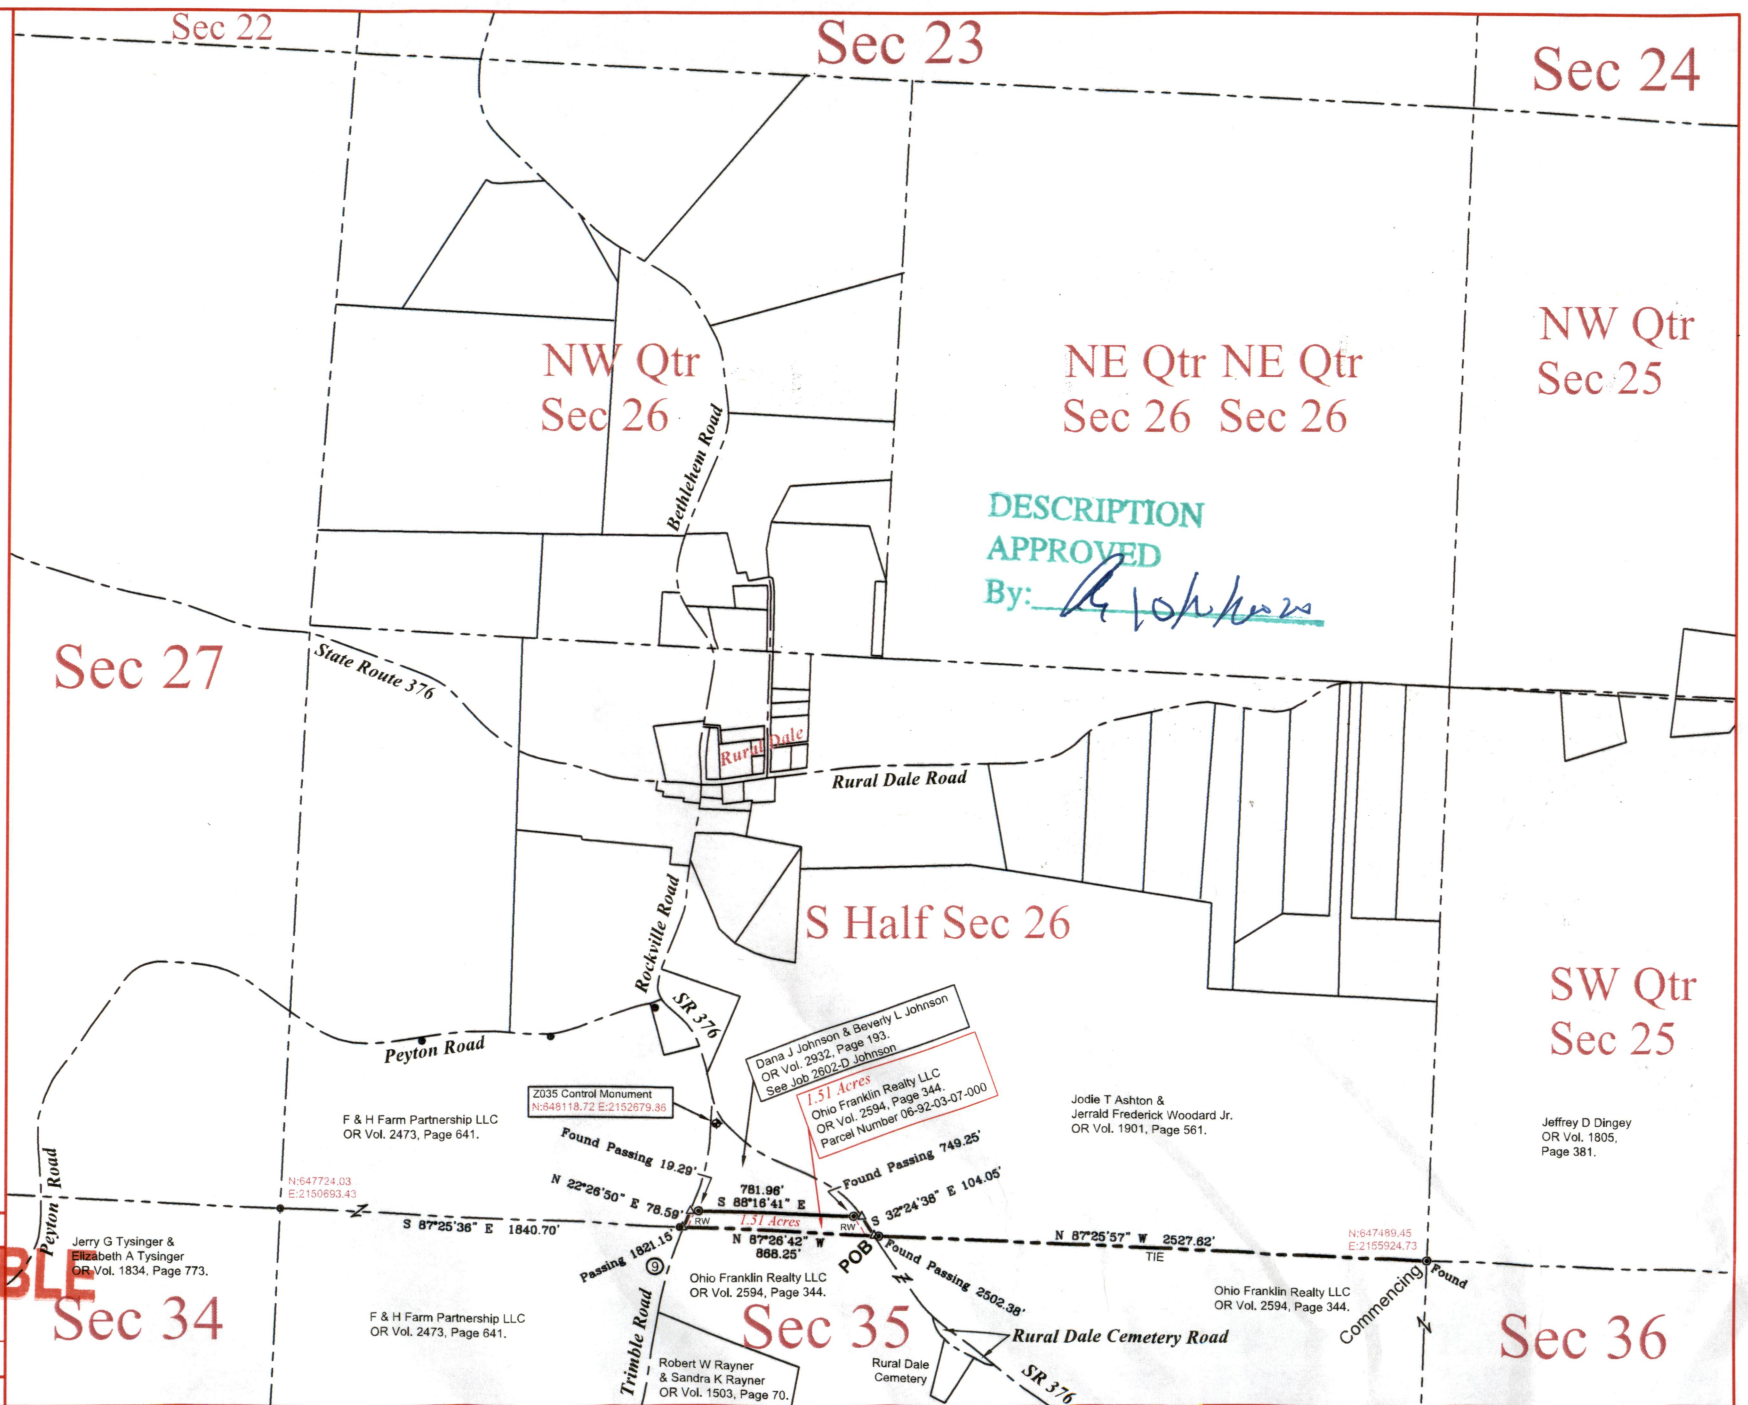 Sec 22
Sec 23
Sec 24
NW Qtr
Sec 26
NE Qtr NE Qtr
Sec 26 Sec 26
NW Qtr
Sec 25
Bethlehem Road
DESCRIPTION
APPROVED
By:
Sec 27
State Route 376
Rural Dale
Rural Dale Road
Rockville Road
S Half Sec 26
SW Qtr
Sec 25
SR 376
Peyton Road
Dana J Johnson & Beverly L Johnson
OR Vol. 2932, Page 193.
See Job 2602-D Johnson
1.51 Acres
Ohio Franklin Realty LLC
OR Vol. 2594, Page 344.
Parcel Number 06-92-03-07-000
Z035 Control Monument
N:648118.72 E:2152679.86
F & H Farm Partnership LLC
OR Vol. 2473, Page 641.
Jodie T Ashton &
Jerrald Frederick Woodard Jr.
OR Vol. 1901, Page 561.
Jeffrey D Dingey
OR Vol. 1805,
Page 381.
Found Passing 19.29'
Found Passing 749.25'
Peyton Road
N:647724.03
E:2150693.43
N 22°26'50" E 78.59'
781.96'
S 88°16'41" E
S 32°24'38" E 104.05'
RW
1.51 Acres
RW
S 87°25'36" E 1840.70'
N 87°26'42" W
868.25'
N 87°25'57" W 2527.62'
TIE
N:647489.45
E:2155924.73
Passing 1821.15'
9
POB
Found Passing 2502.38'
Commencing
Found
Jerry G Tysinger &
Elizabeth A Tysinger
OR Vol. 1834, Page 773.
BLE
Sec 34
Ohio Franklin Realty LLC
OR Vol. 2594, Page 344.
Ohio Franklin Realty LLC
OR Vol. 2594, Page 344.
F & H Farm Partnership LLC
OR Vol. 2473, Page 641.
Trimble Road
Sec 35
Rural Dale Cemetery Road
Sec 36
Robert W Rayner
& Sandra K Rayner
OR Vol. 1503, Page 70.
Rural Dale
Cemetery
SR 376